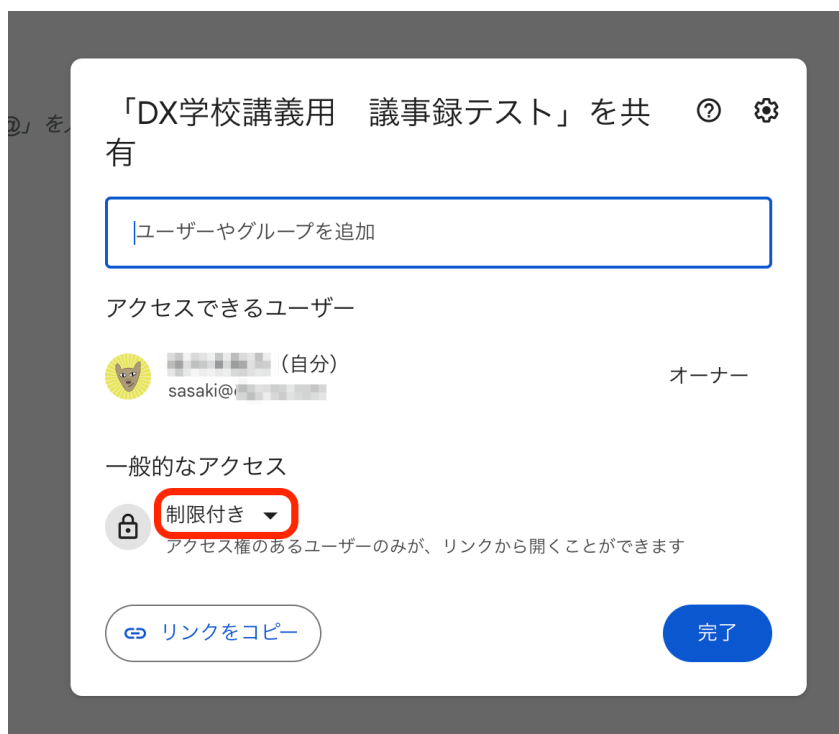 @」を
「DX学校講義用　議事録テスト」を共
有
ユーザーやグループを追加
アクセスできるユーザー
（自分）
sasaki@
オーナー
一般的なアクセス
制限付き
アクセス権のあるユーザーのみが、リンクから開くことができます
リンクをコピー
完了